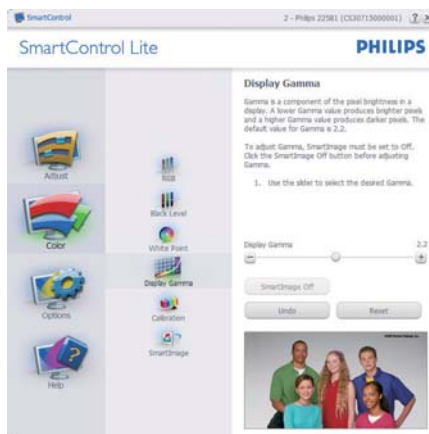 SmartControl
2 - Philips 225B1 (CS30713000001)
SmartControl Lite
PHILIPS
Adjust
Color
Options
Help
RGB
Black Level
White Point
Display Gamma
Calibration
SmartImage
Display Gamma
Gamma is a component of the pixel brightness in a
display. A lower Gamma value produces brighter pixels
and a higher Gamma value produces darker pixels. The
default value for Gamma is 2.2.
To adjust Gamma, SmartImage must be set to Off.
Click the SmartImage Off button before adjusting
Gamma.
1. Use the slider to select the desired Gamma.
Display Gamma
2.2
SmartImage Off
Undo
Reset